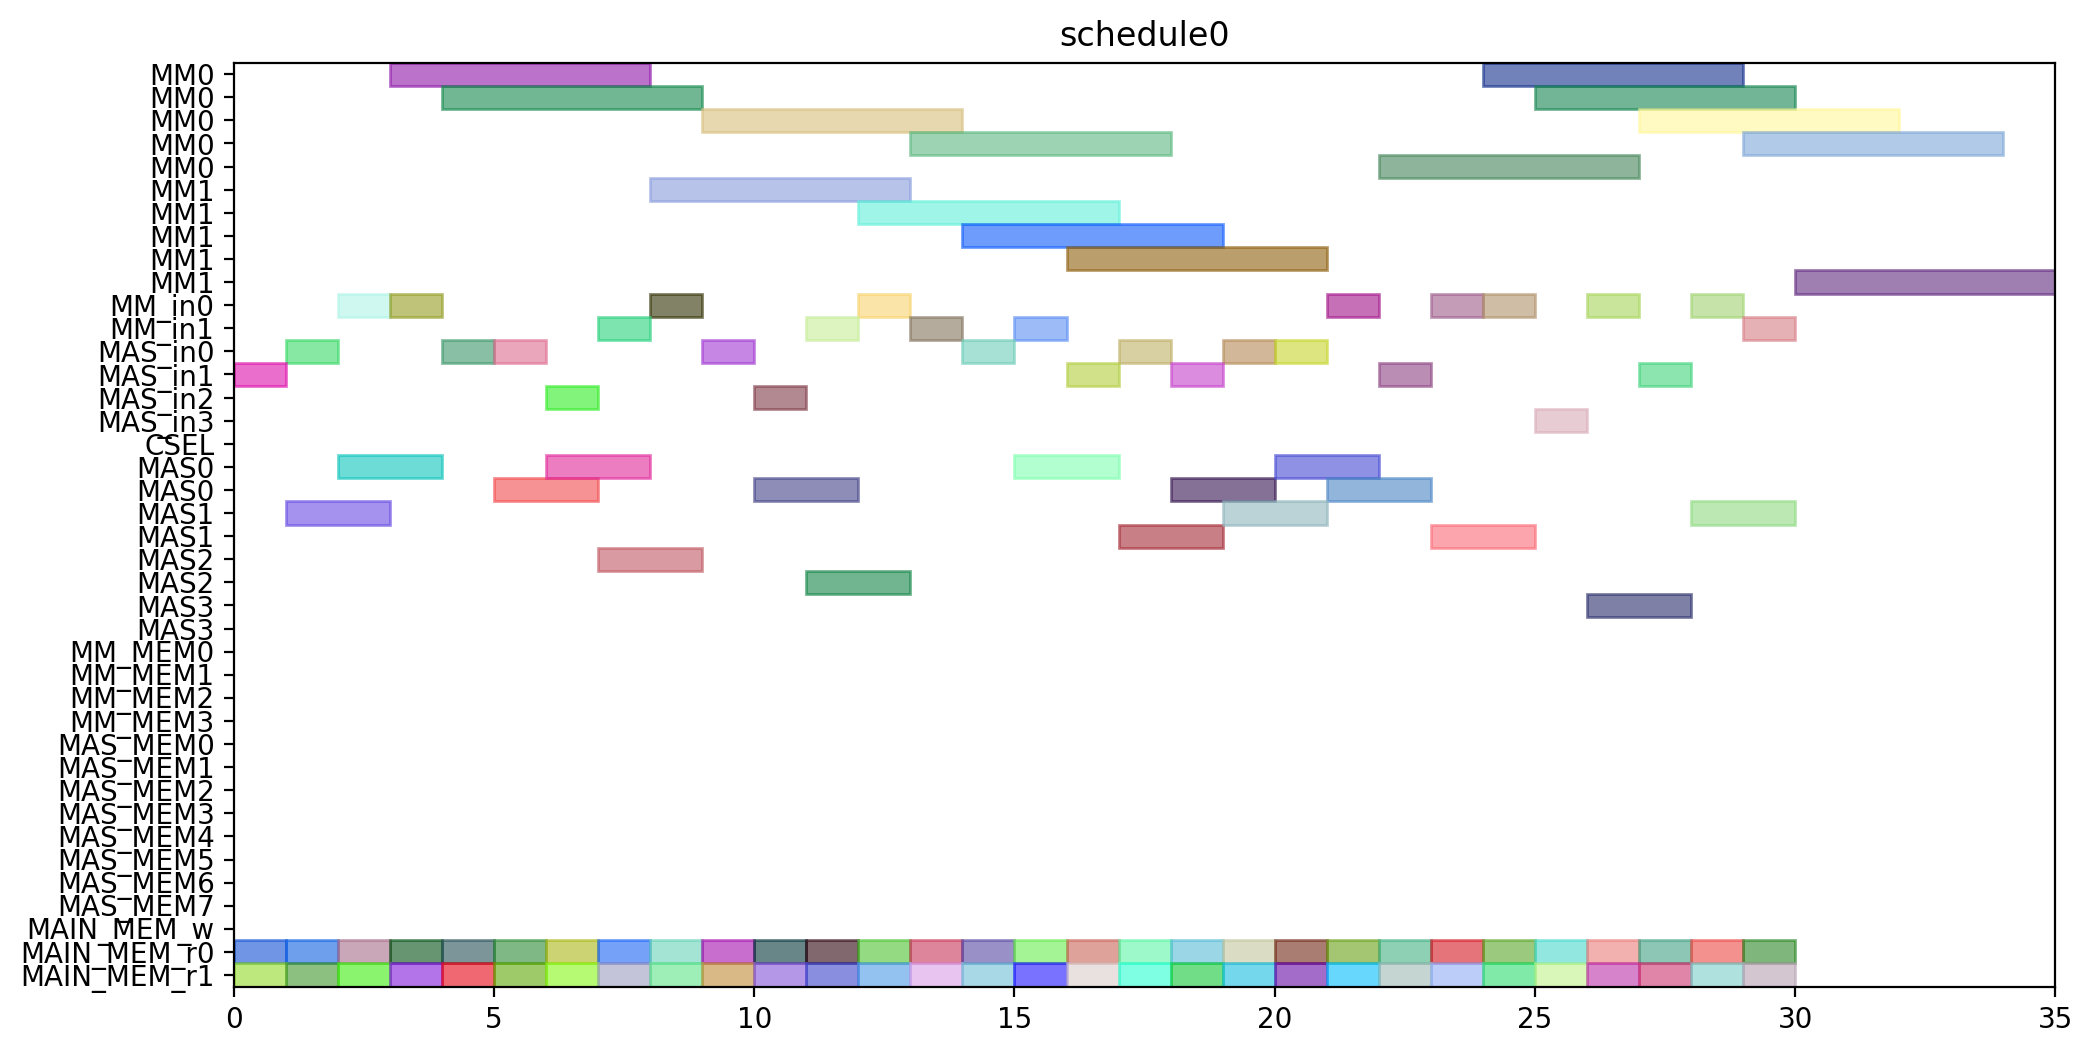 schedule0
MM0
MM0
MM0
MM0
MM0
MM1
MM1
MM1
MM1
MM1
MM_in0
MM_in1
MAS_in0
MAS_in1
MAS_in2
MAS_in3
CSEL
MAS0
MAS0
MAS1
MAS1
MAS2
MAS2
MAS3
MAS3
MM_MEM0
MM_MEM1
MM_MEM2
MM_MEM3
MAS_MEM0
MAS_MEM1
MAS_MEM2
MAS_MEM3
MAS_MEM4
MAS_MEM5
MAS_MEM6
MAS_MEM7
MAIN_MEM_w
MAIN_MEM_r0
MAIN_MEM_r1
0 5 10 15 20 25 30 35